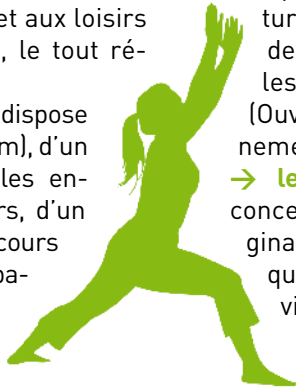 et aux loisirs
, le tout ré-
dispose
m), d’un
les en-
rs, d’un
cours
pa-
tur
de
les
(Ouv
neme
→ le
conce
gina
qu
vi